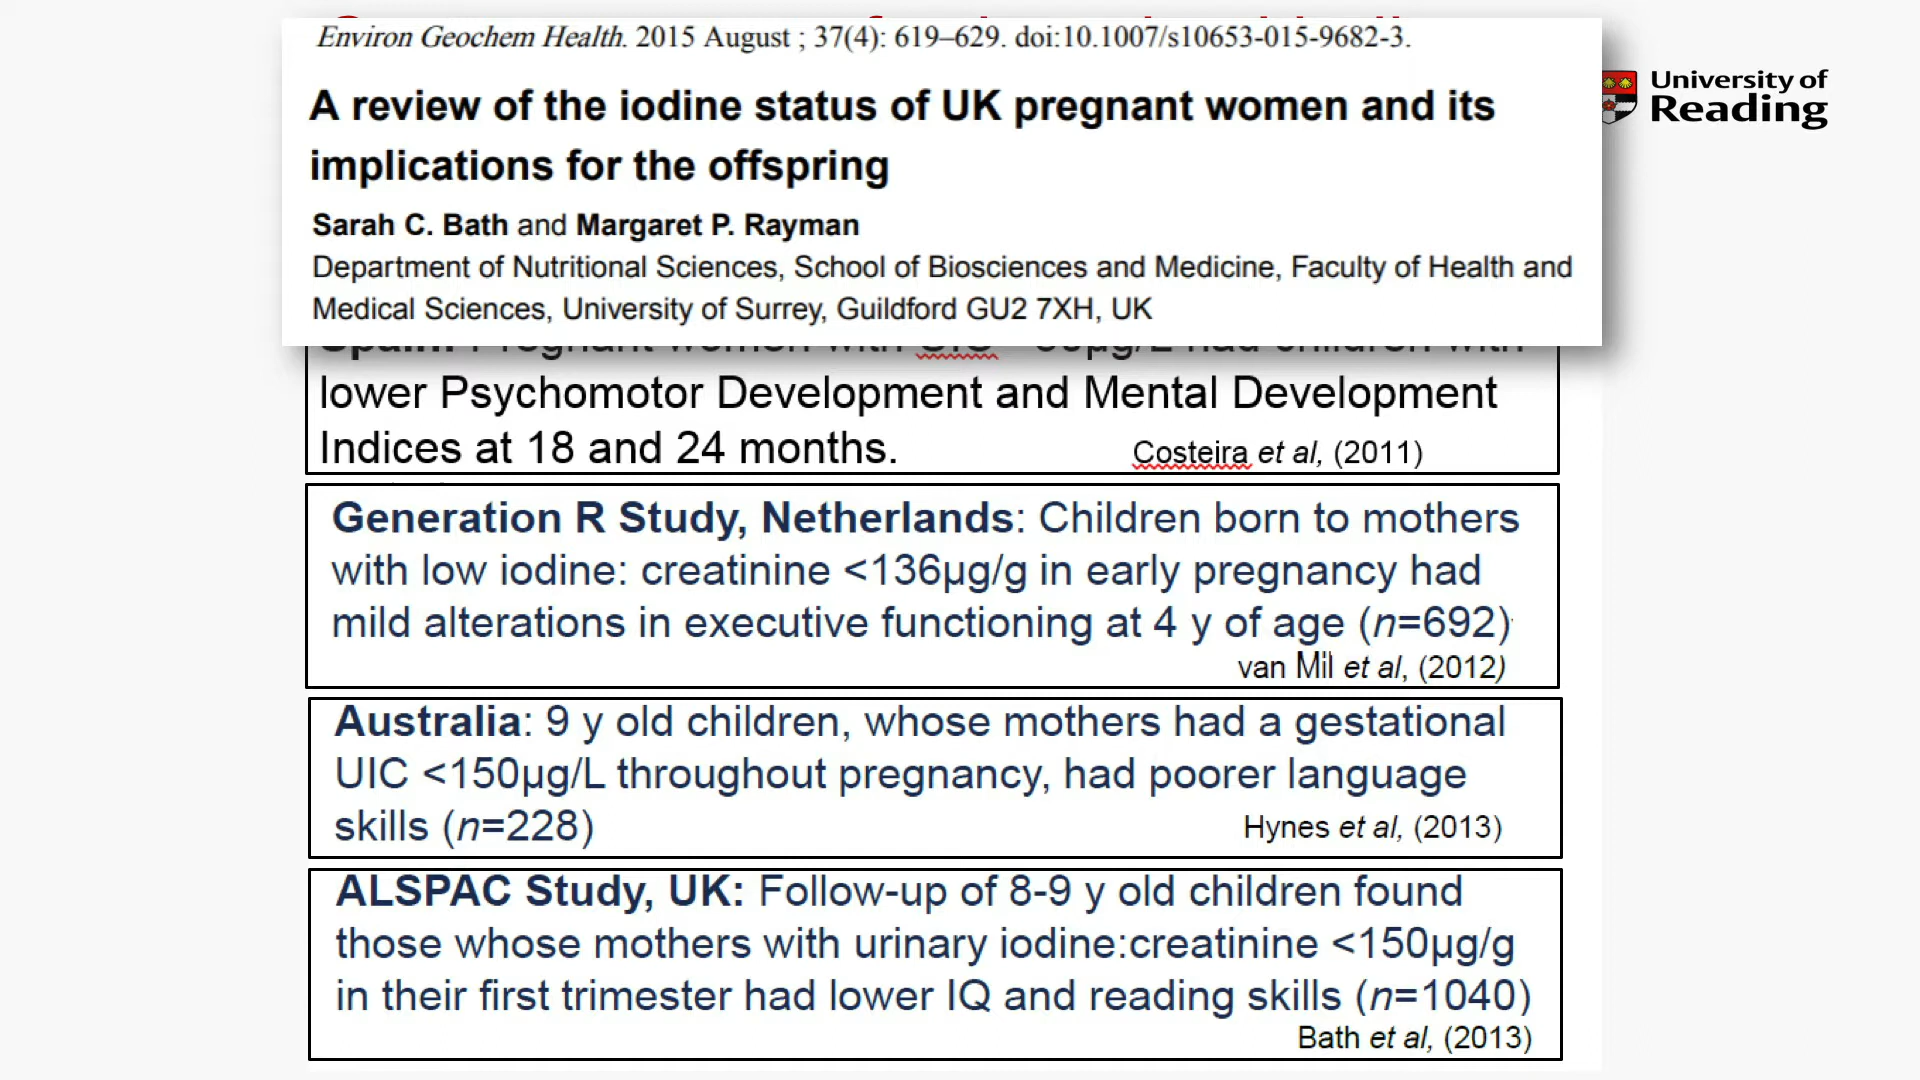 Environ Geochem Health. 2015 August ; 37(4): 619–629. doi:10.1007/s10653-015-9682-3.
A review of the iodine status of UK pregnant women and its
implications for the offspring
Sarah C. Bath and Margaret P. Rayman
Department of Nutritional Sciences, School of Biosciences and Medicine, Faculty of Health and
Medical Sciences, University of Surrey, Guildford GU2 7XH, UK
University of
Reading
lower Psychomotor Development and Mental Development
Indices at 18 and 24 months.
Costeira et al, (2011)
Generation R Study, Netherlands: Children born to mothers
with low iodine: creatinine <136µg/g in early pregnancy had
mild alterations in executive functioning at 4 y of age (n=692)
van Mil et al, (2012)
Australia: 9 y old children, whose mothers had a gestational
UIC <150µg/L throughout pregnancy, had poorer language
skills (n=228)
Hynes et al, (2013)
ALSPAC Study, UK: Follow-up of 8-9 y old children found
those whose mothers with urinary iodine:creatinine <150µg/g
in their first trimester had lower IQ and reading skills (n=1040)
Bath et al, (2013)